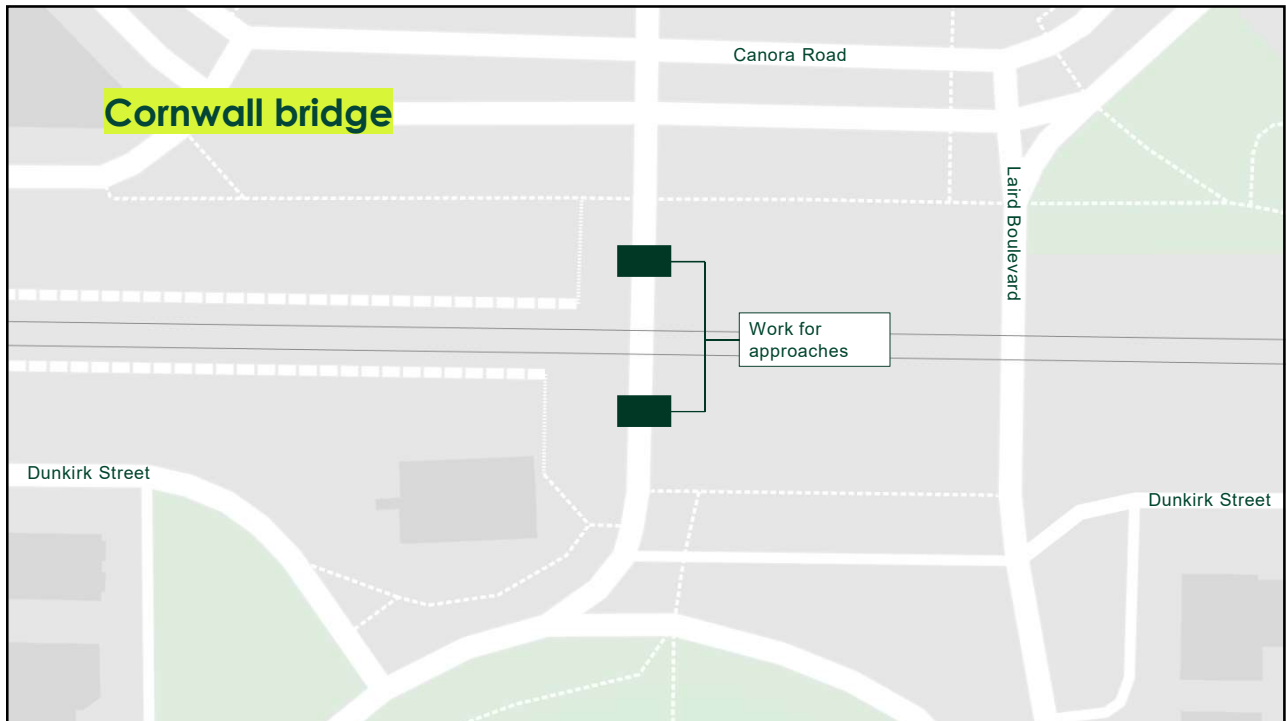 Canora Road
Cornwall bridge
Laird Boulevard
Work for
approaches
Dunkirk Street
Dunkirk Street